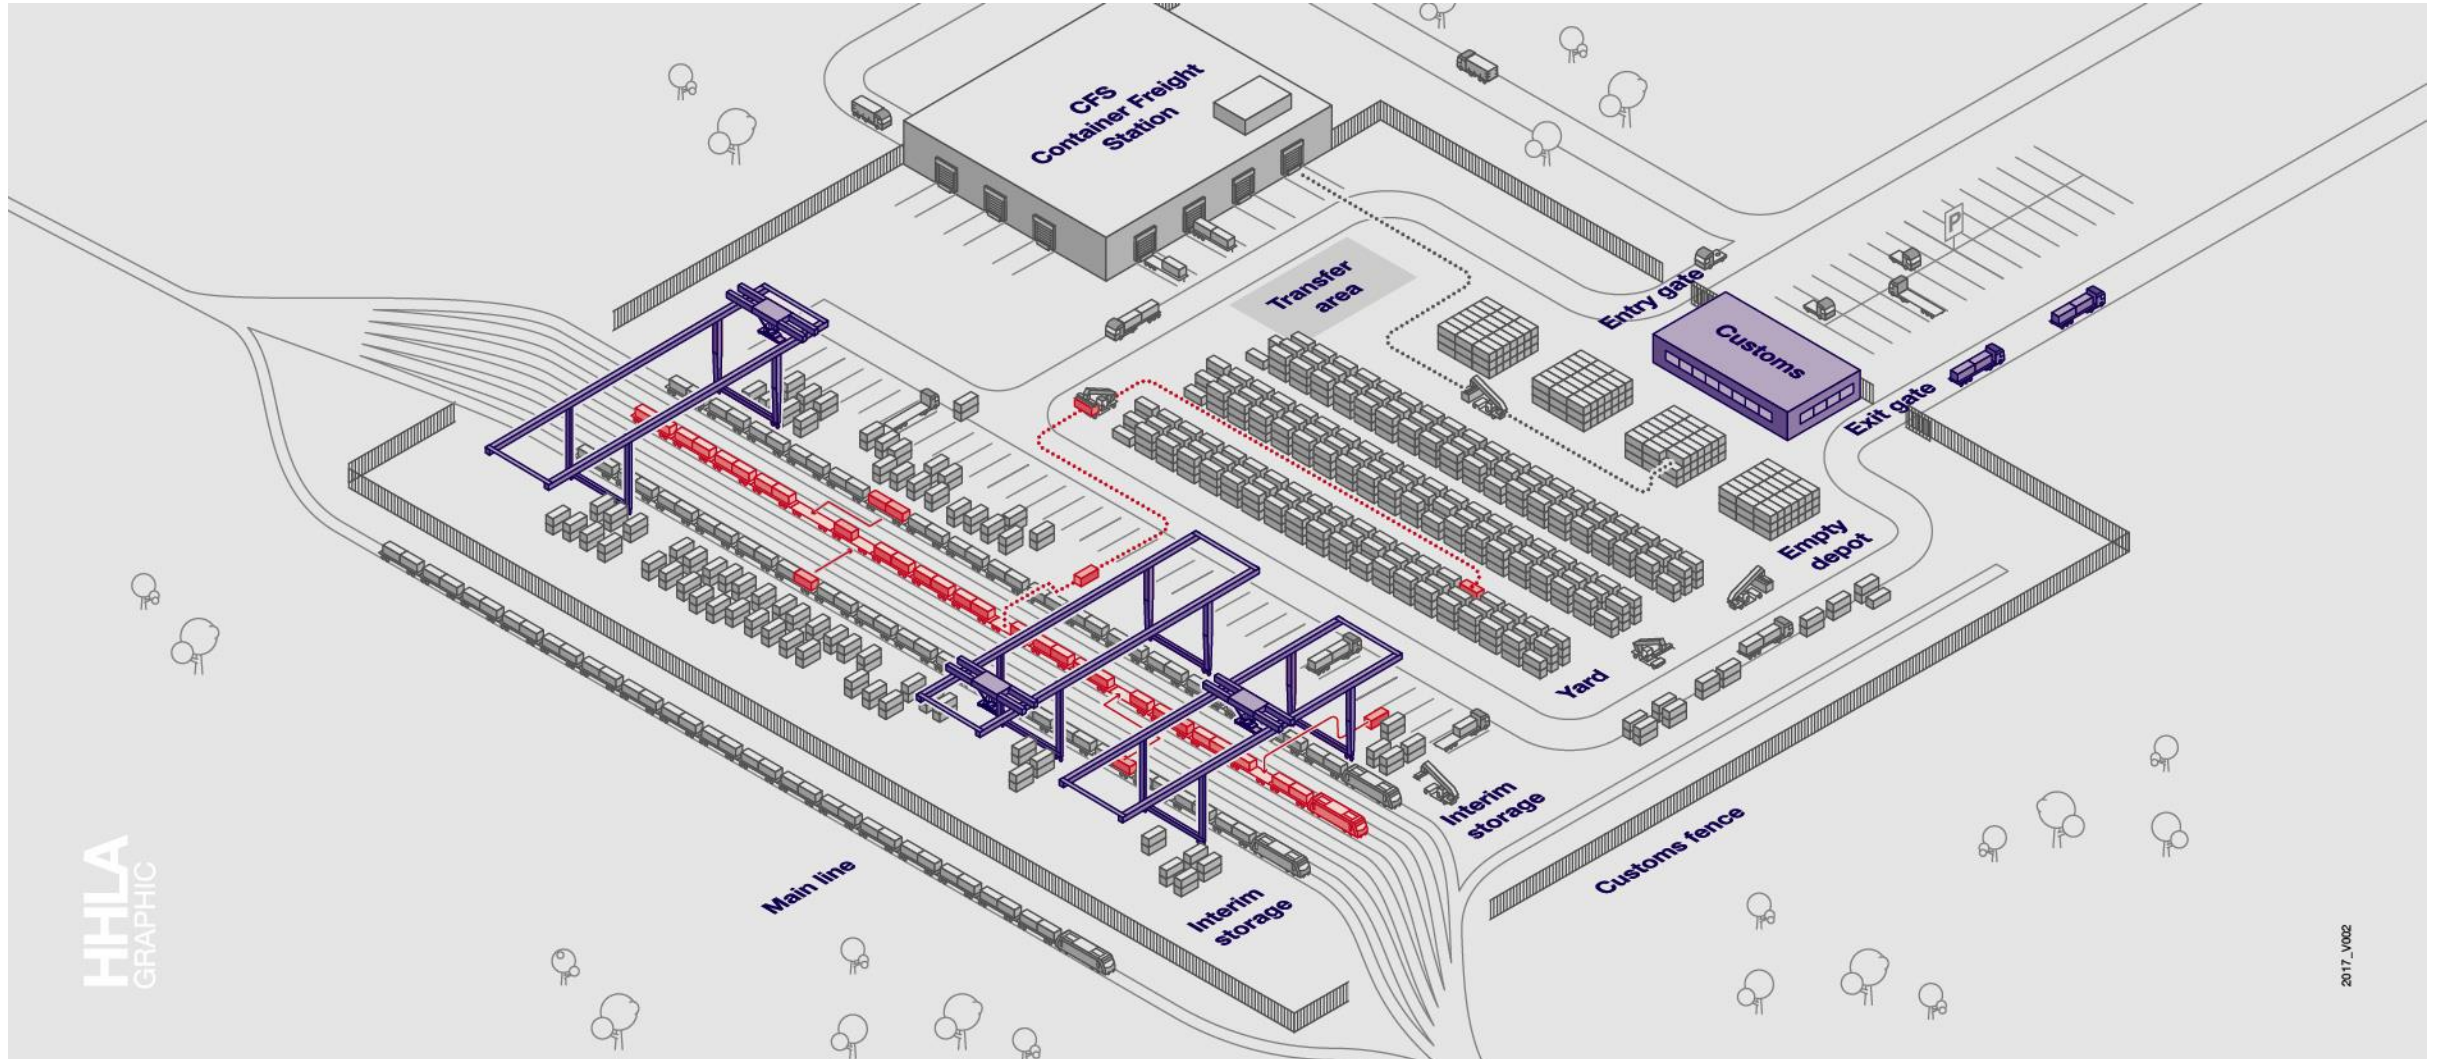 CFS
Container Freight
Station
P
Transfer
area
Entry gate
Customs
Exit gate
Empty
depot
Yard
Interim
storage
Customs fence
Main line
Interim
storage
HHLA
GRAPHIC
2017_V002